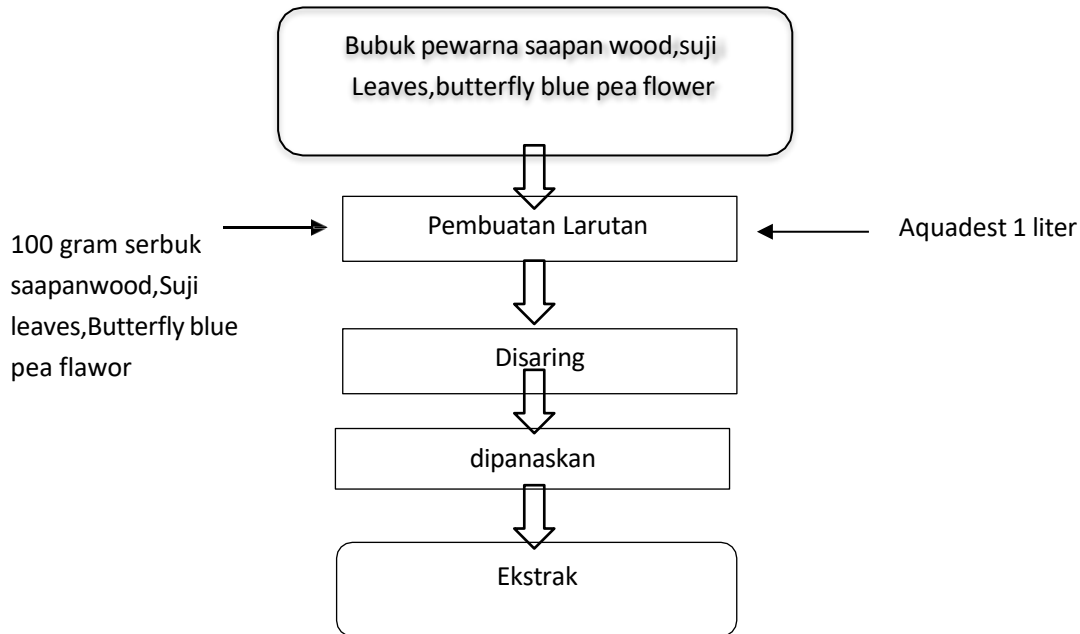 Bubuk pewarna saapan wood,suji
Leaves,butterfly blue pea flower
Pembuatan Larutan
100 gram serbuk
saapanwood,Suji
leaves,Butterfly blue
pea flawor
Aquadest 1 liter
Disaring
dipanaskan
Ekstrak